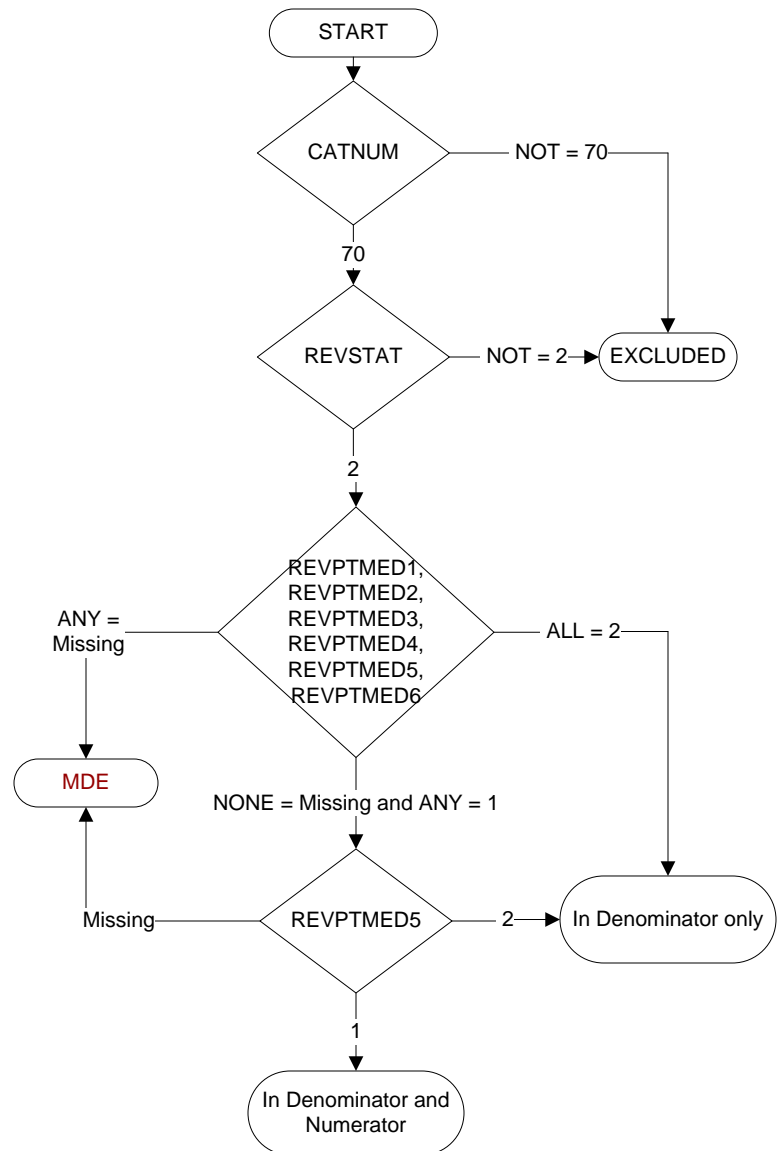 START
CATNUM
NOT = 70
70
REVSTAT
NOT = 2
EXCLUDED
2
REVPTMED1,
REVPTMED2,
REVPTMED3,
REVPTMED4,
REVPTMED5,
REVPTMED6
ANY =
Missing
ALL = 2
MDE
NONE = Missing and ANY = 1
Missing
REVPTMED5
2
In Denominator only
1
In Denominator and
Numerator